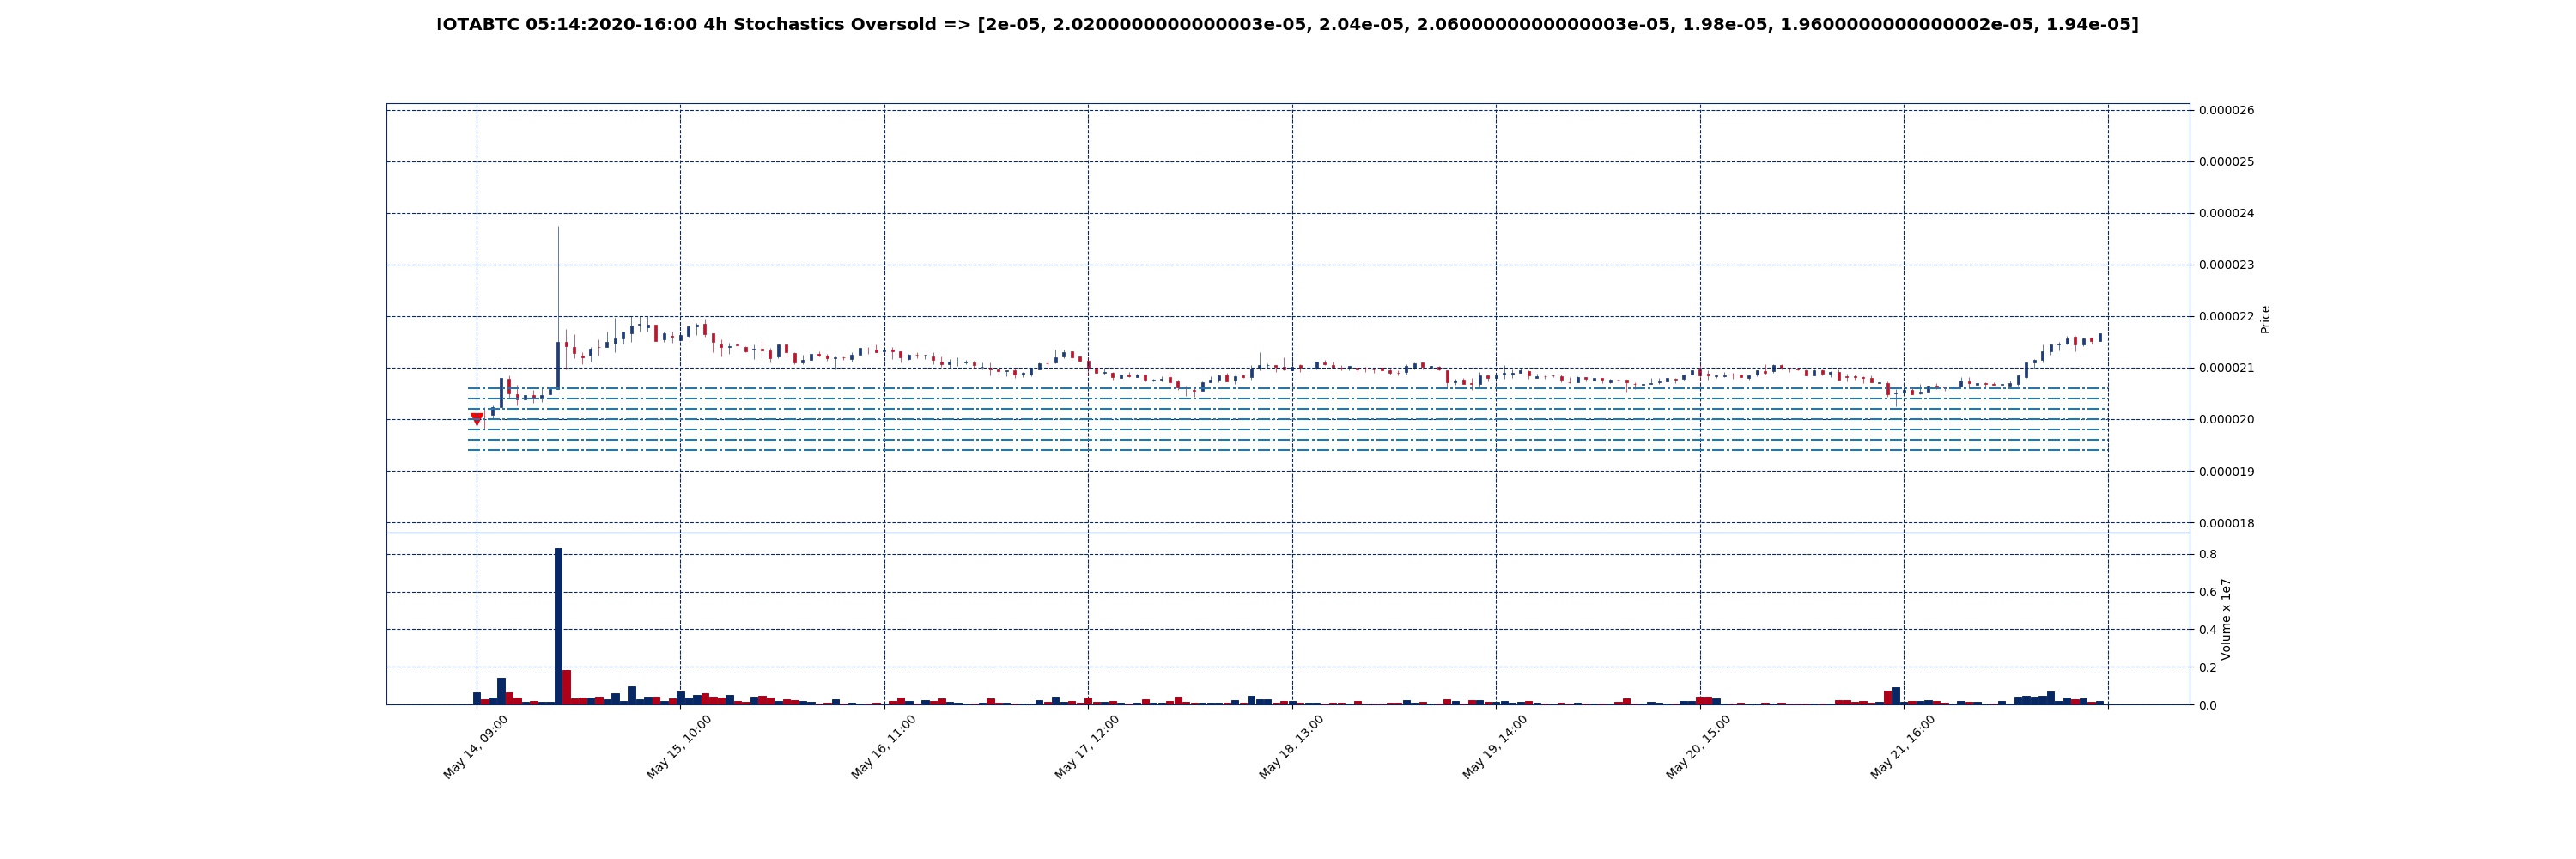 IOTABTC 05:14:2020-16:00 4h Stochastics Oversold => [2e-05, 2.0200000000000003e-05, 2.04e-05, 2.0600000000000003e-05, 1.98e-05, 1.9600000000000002e-05, 1.94e-05]
0.000026
0.000025
0.000024
0.000023
0.000022
0.000021
0.000020
0.000019
0.000018
Price
0.8
0.6
0.4
0.2
0.0
Volume x 1e7
May 14, 09:00
May 15, 10:00
May 16, 11:00
May 17, 12:00
May 18, 13:00
May 19, 14:00
May 20, 15:00
May 21, 16:00